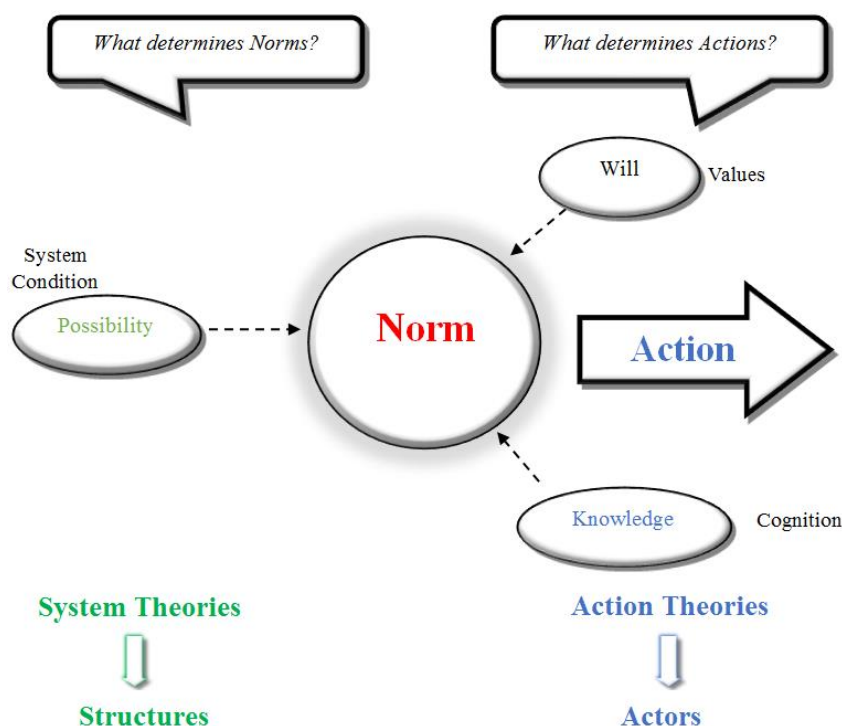 What determines Norms?
What determines Actions?
Will
Values
System
Condition
Possibility
Norm
Action
Knowledge
Cognition
System Theories
Action Theories
Structures
Actors